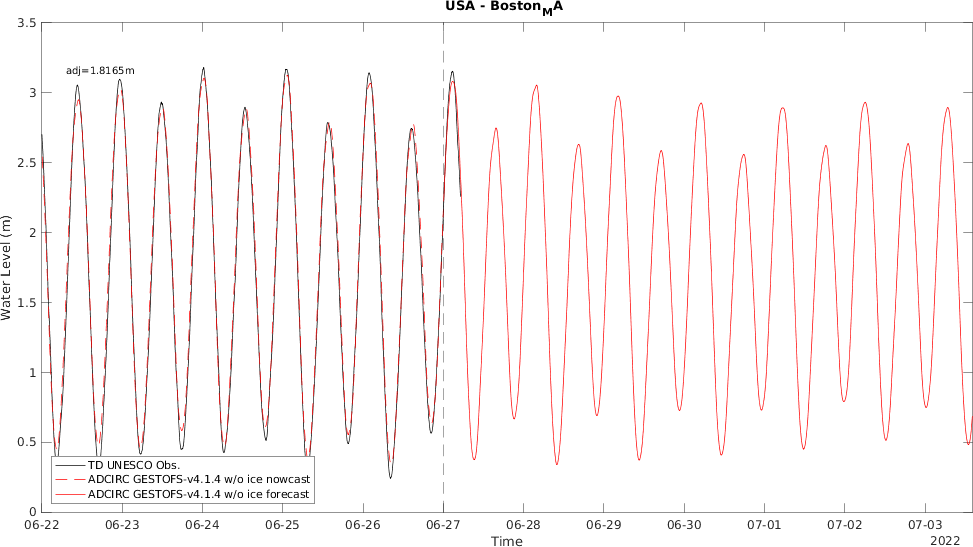 USA - Boston_MA
3.5
adj=1.8165m
3
2.5
2
1.5
1
0.5
0
Water Level (m)
TD UNESCO Obs.
ADCIRC GESTOFS-v4.1.4 w/o ice nowcast
ADCIRC GESTOFS-v4.1.4 w/o ice forecast
06-22 06-23 06-24 06-25 06-26 06-27 06-28 06-29 06-30 07-01 07-02 07-03
Time
2022